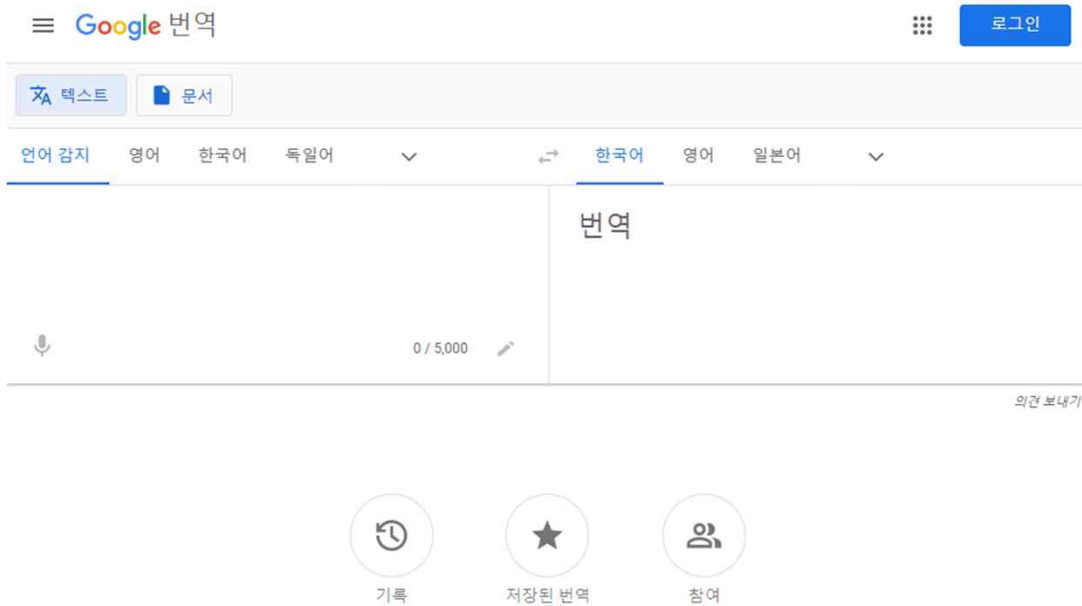 Google 번역
로그인
텍스트 문서
언어 감지 영어 한국어 독일어 한국어 영어 일본어
번역
0 / 5,000
의견 보내기
기록 저장된 번역 참여